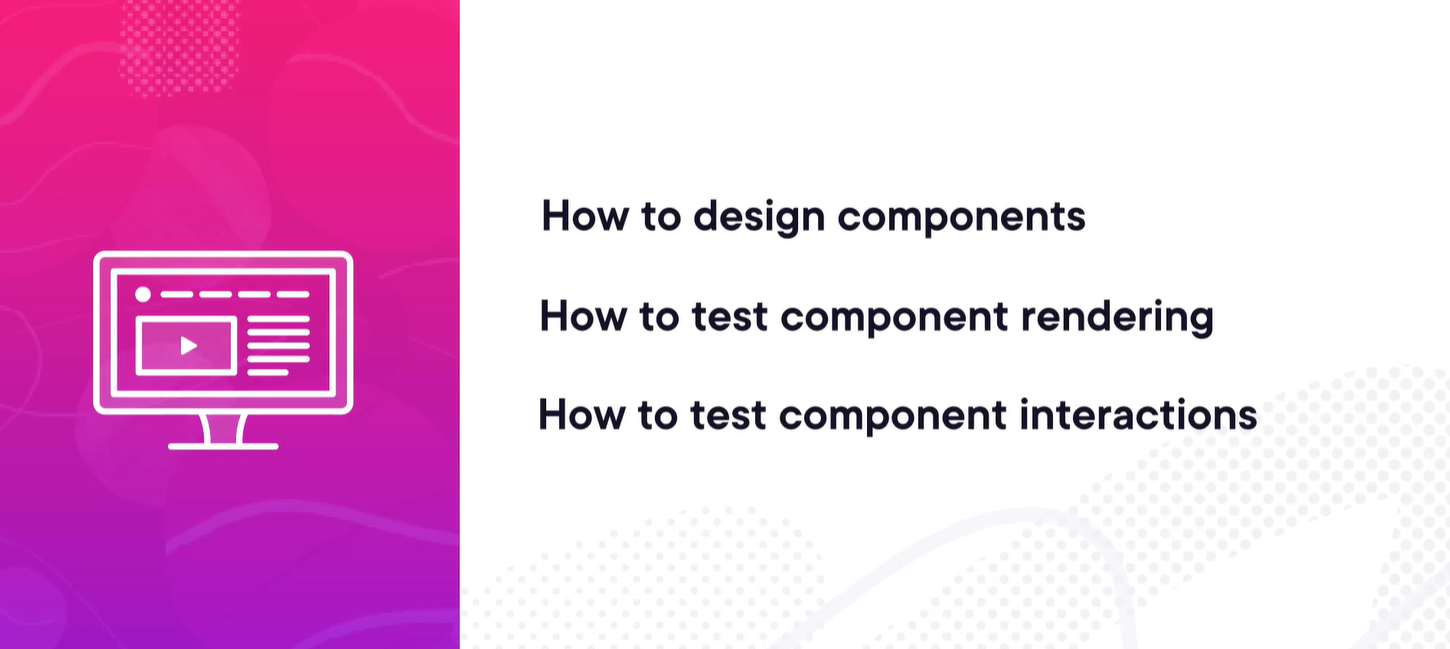 How to design components
How to test component rendering
How to test component interactions